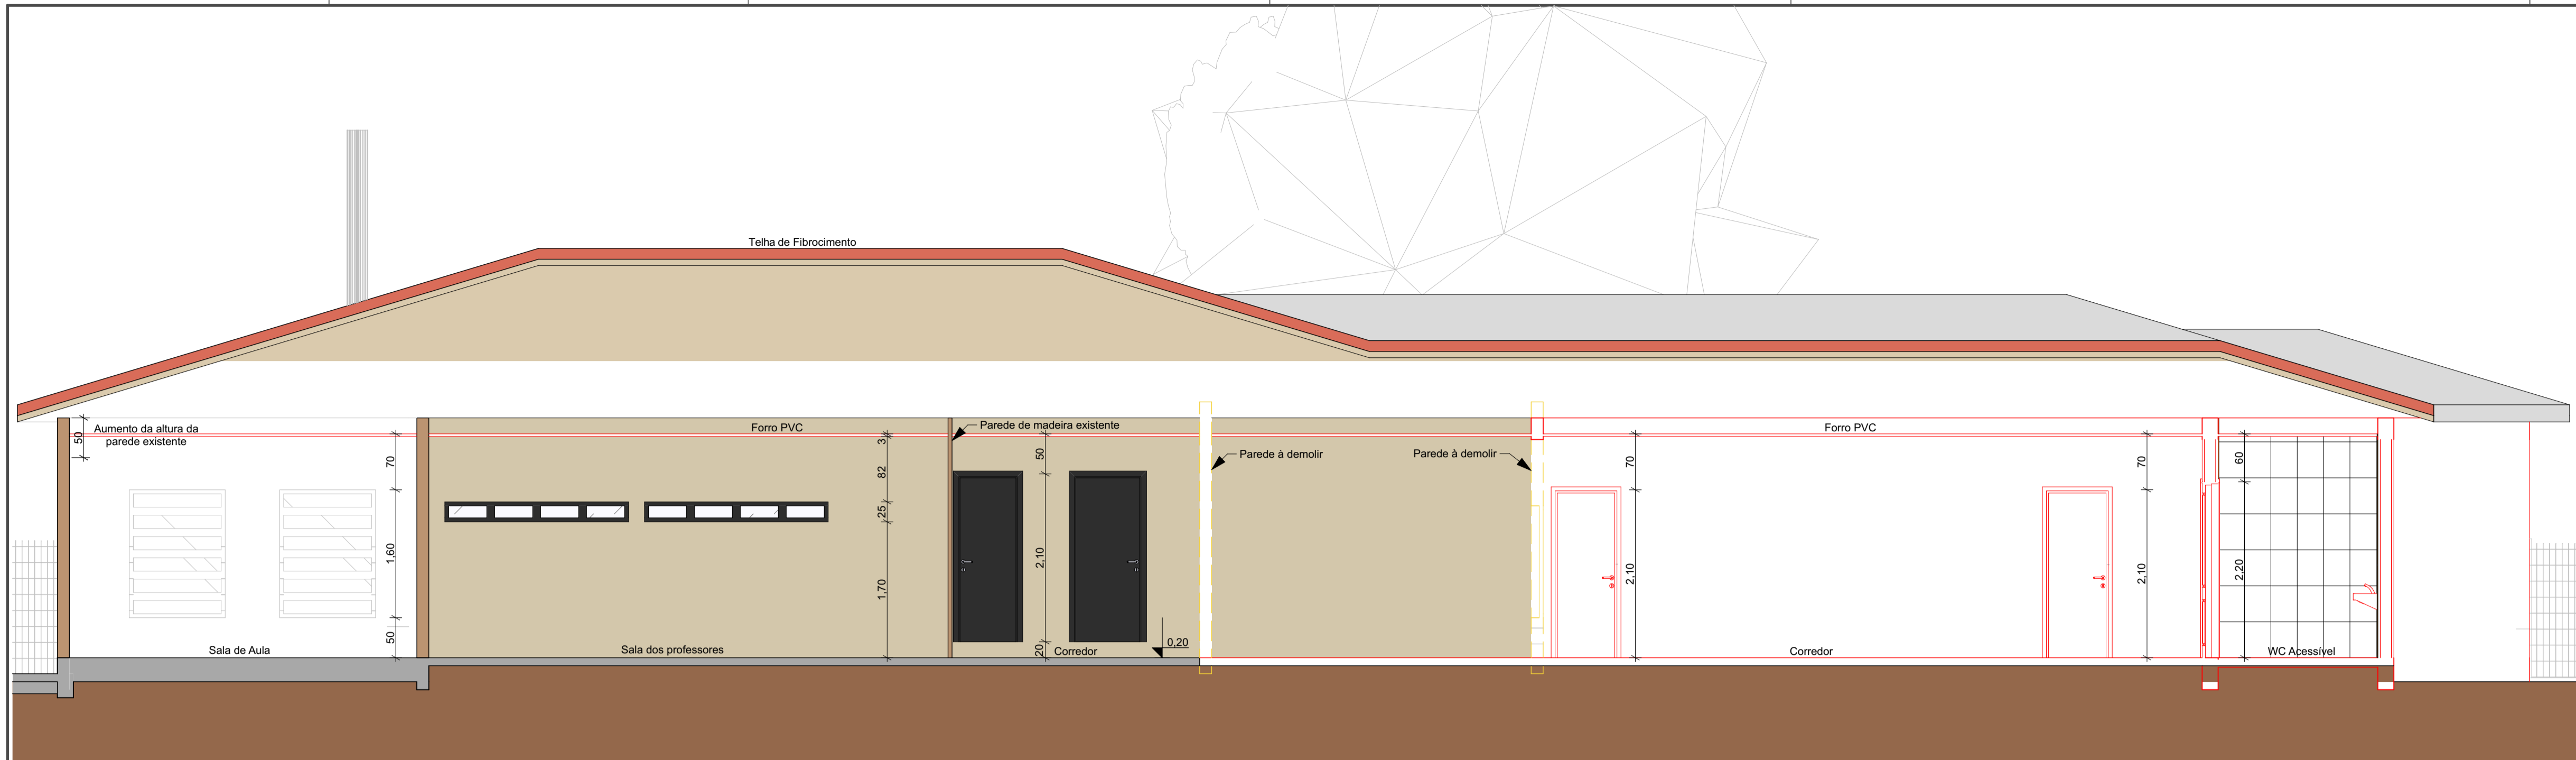 Telha de Fibrocimento
50
Aumento da altura da
parede existente
70
1,60
50
Sala de Aula
Forro PVC
3
82
25
1,70
Sala dos professores
Parede de madeira existente
50
2,10
20
Corredor
0,20
Parede à demolir
Parede à demolir
Forro PVC
70
2,10
Corredor
70
2,10
60
2,20
WC Acessível